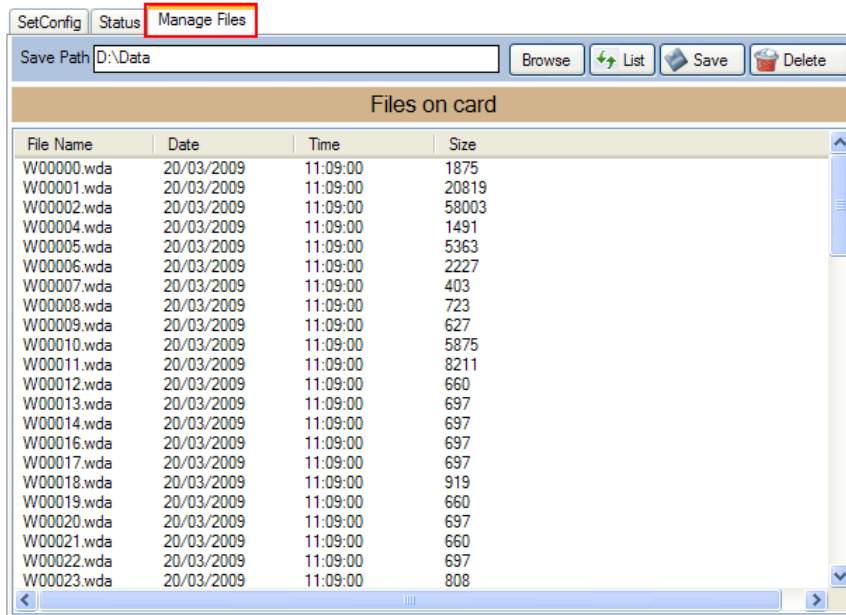 SetConfig Status Manage Files
Save Path D:\Data Browse List Save Delete
Files on card
File Name Date Time Size
W00000.wda 20/03/2009 11:09:00 1875
W00001.wda 20/03/2009 11:09:00 20819
W00002.wda 20/03/2009 11:09:00 58003
W00004.wda 20/03/2009 11:09:00 1491
W00005.wda 20/03/2009 11:09:00 5363
W00006.wda 20/03/2009 11:09:00 2227
W00007.wda 20/03/2009 11:09:00 403
W00008.wda 20/03/2009 11:09:00 723
W00009.wda 20/03/2009 11:09:00 627
W00010.wda 20/03/2009 11:09:00 5875
W00011.wda 20/03/2009 11:09:00 8211
W00012.wda 20/03/2009 11:09:00 660
W00013.wda 20/03/2009 11:09:00 697
W00014.wda 20/03/2009 11:09:00 697
W00016.wda 20/03/2009 11:09:00 697
W00017.wda 20/03/2009 11:09:00 697
W00018.wda 20/03/2009 11:09:00 919
W00019.wda 20/03/2009 11:09:00 660
W00020.wda 20/03/2009 11:09:00 697
W00021.wda 20/03/2009 11:09:00 660
W00022.wda 20/03/2009 11:09:00 697
W00023.wda 20/03/2009 11:09:00 808